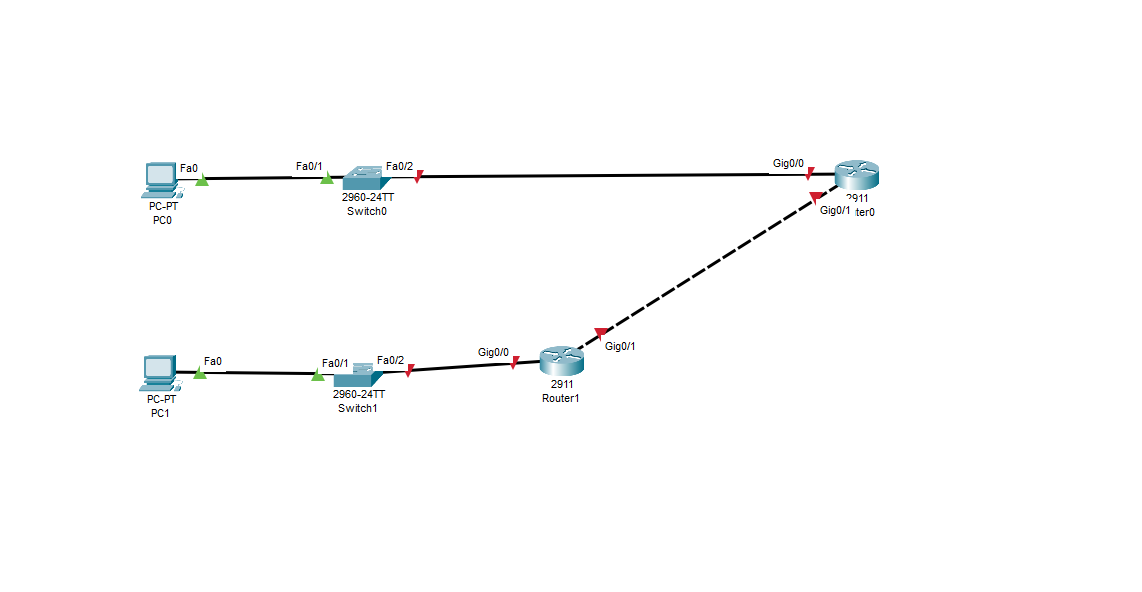 Fa0
Fa0/1
Fa0/2
Gig0/0
PC-PT
PC0
2960-24TT
Switch0
2911
Gig0/1
ter0
Fa0
Fa0/1
Fa0/2
Gig0/0
Gig0/1
PC-PT
PC1
2960-24TT
Switch1
2911
Router1